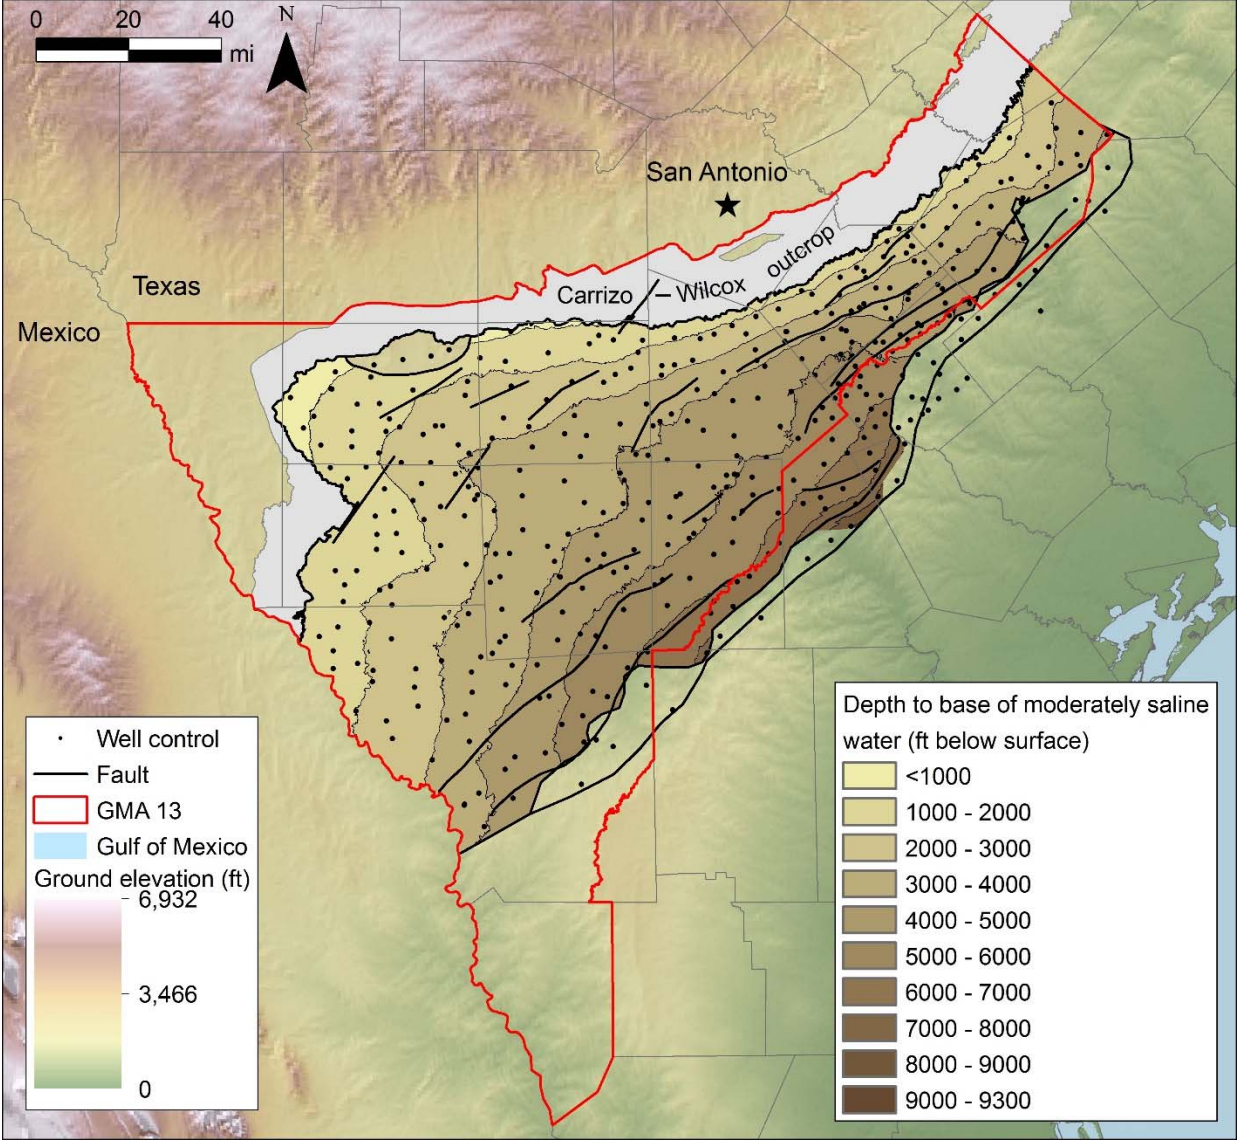 0 20 40
mi
N
San Antonio
Texas
Mexico
Carrizo – Wilcox outcrop
Well control
Fault
GMA 13
Gulf of Mexico
Ground elevation (ft)
6,932
3,466
0
Depth to base of moderately saline
water (ft below surface)
<1000
1000 - 2000
2000 - 3000
3000 - 4000
4000 - 5000
5000 - 6000
6000 - 7000
7000 - 8000
8000 - 9000
9000 - 9300